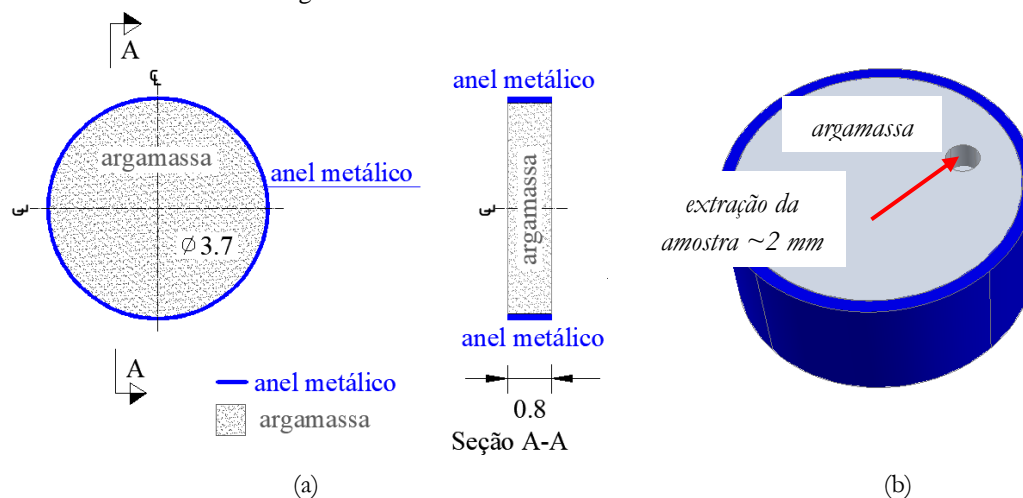 A
℄
anel metálico
argamassa
anel metálico
℄
℄
argamassa
argamassa
extração da
amostra ~2 mm
∅3.7
anel metálico
A
anel metálico
argamassa
0.8
Seção A-A
(a)
(b)